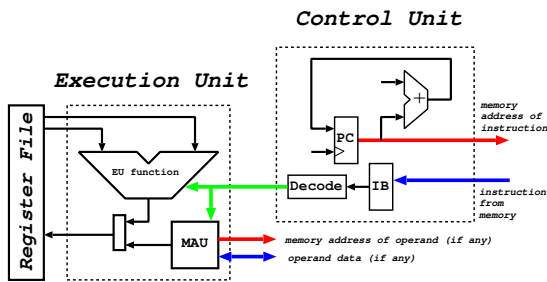 Control Unit
Execution Unit
Register File
EU function
MAU
Decode
IB
PC
+
memory
address of
instruction
instruction
from
memory
memory address of operand (if any)
operand data (if any)